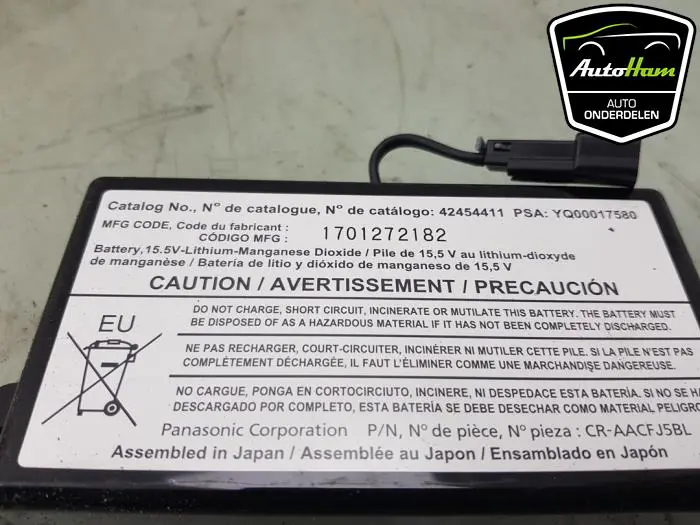 AutoHam
AUTO
ONDERDELEN
Catalog No., Nº de catalogue, Nº de catálogo: 42454411 PSA: YQ00017580
MFG CODE, Code du fabricant :
CÓDIGO MFG : 1701272182
Battery,15.5V-Lithium-Manganese Dioxide / Pile de 15,5 V au lithium-dioxyde
de manganèse / Batería de litio y dióxido de manganeso de 15,5 V
CAUTION / AVERTISSEMENT / PRECAUCIÓN
DO NOT CHARGE, SHORT CIRCUIT, INCINERATE OR MUTILATE THIS BATTERY. THE BATTERY MUST
BE DISPOSED OF AS A HAZARDOUS MATERIAL IF IT HAS NOT BEEN COMPLETELY DISCHARGED.
EU
NE PAS RECHARGER, COURT-CIRCUITER, INCINÉRER NI MUTILER CETTE PILE. SI LA PILE N'EST PAS
COMPLÈTEMENT DÉCHARGÉE, IL FAUT L'ÉLIMINER COMME UNE MARCHANDISE DANGEREUSE.
NO CARGUE, PONGA EN CORTOCIRCUITO, INCINERE, NI DESPEDACE ESTA BATERÍA. SI NO SE HA
DESCARGADO POR COMPLETO, ESTA BATERÍA SE DEBE DESECHAR COMO MATERIAL PELIGRO
Panasonic Corporation P/N, Nº de pièce, Nº pieza : CR-AACFJ5BL
Assembled in Japan / Assemblée au Japon / Ensamblado en Japón